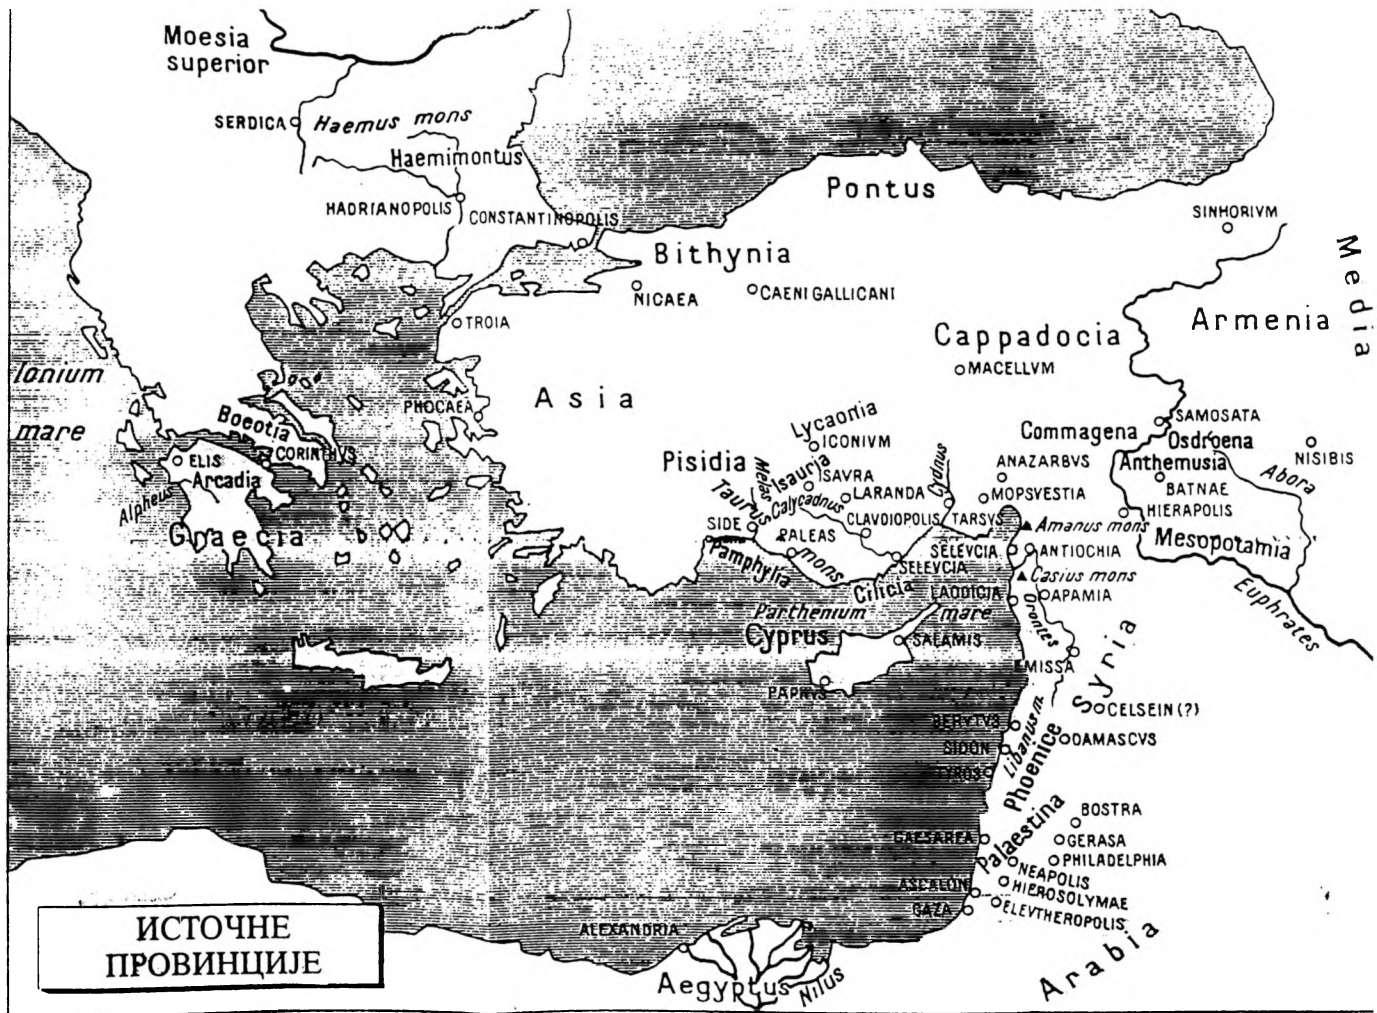 Moesia
superior
SERDICA
Haemus mons
Haemimontus
HADRIANOPOLIS
CONSTANTINOPOLIS
Pontus
SINHORIVM
Media
Bithynia
NICAEA
CAENI GALLICANI
TROIA
Armenia
Cappadocia
MACELLVM
Ionium
mare
Asia
PHOCAEA
Boeotia
CORINTHVS
ELIS
Arcadia
Alpheus
Graecia
Lycaonia
ICONIVM
Pisidia
Isauria
ISAVRA
Melas
Taurus
mons
Calycadnus
LARANDA
CLAVDIOPOLIS
Cydnus
TARSVS
Commagena
ANAZARBVS
MOPSVESTIA
SAMOSATA
Osdroena
Anthemusia
BATNAE
NISIBIS
Abora
HIERAPOLIS
Mesopotamia
Euphrates
SIDE
PALEAS
Pamphylia
SELEVCIA
Cilicia
Amanus mons
SELEVCIA
ANTIOCHIA
Casius mons
LAODICIA
APAMIA
Orontes
Parthenium mare
Cyprus
SALAMIS
PAPHVS
EMISSA
Syria
CELSEIN (?)
BERYTVS
Libanus m.
DAMASCVS
SIDON
Phoenice
TYROS
BOSTRA
CAESAREA
Palaestina
GERASA
PHILADELPHIA
NEAPOLIS
ASCALON
HIEROSOLYMAE
GAZA
ELEVTHEROPOLIS
Arabia
ALEXANDRIA
Aegyptus
Nilus
ИСТОЧНЕ
ПРОВИНЦИЈЕ